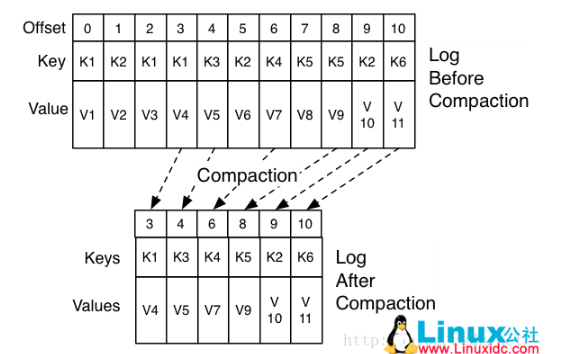 Offset 0 1 2 3 4 5 6 7 8 9 10
Key K1 K2 K1 K1 K3 K2 K4 K5 K5 K2 K6
Value V1 V2 V3 V4 V5 V6 V7 V8 V9 V 10 V 11
Log
Before
Compaction
Compaction
3 4 6 8 9 10
Keys K1 K3 K4 K5 K2 K6
Values V4 V5 V7 V9 V 10 V 11
Log
After
Compaction
Linux公社
www.Linuxidc.com